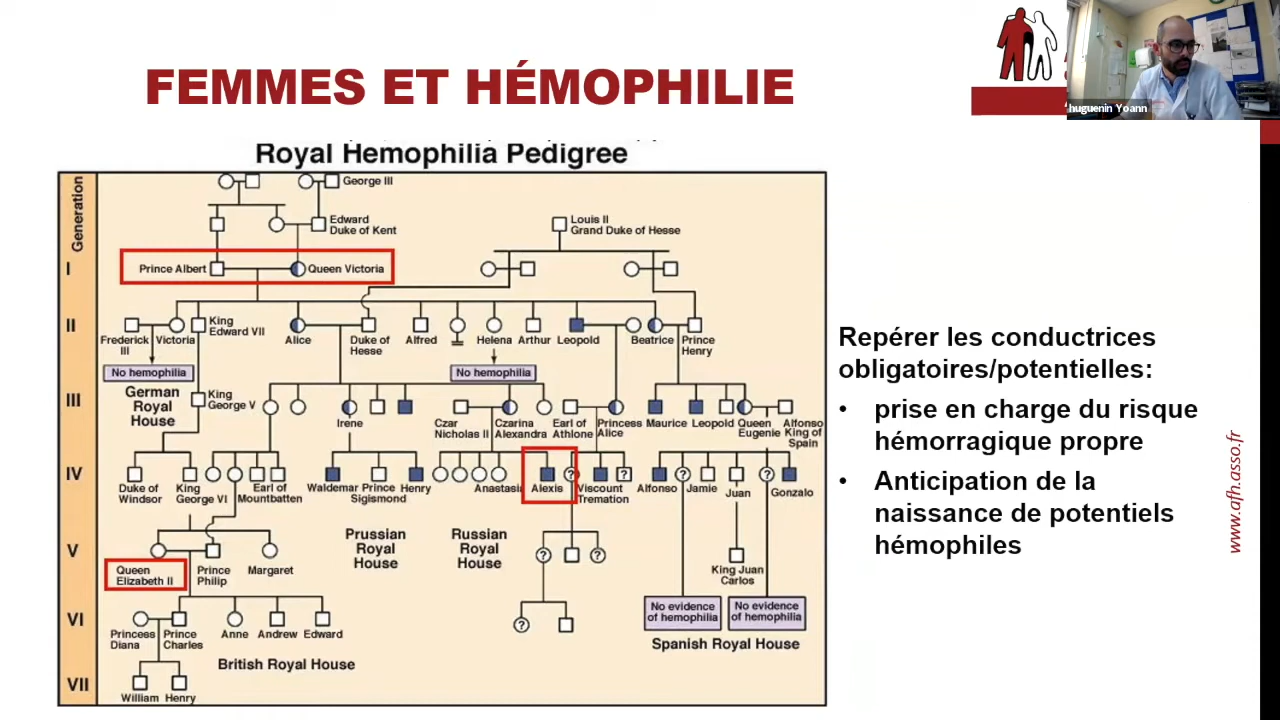 FEMMES ET HÉMOPHILIE
huguenin Yoann
Royal Hemophilia Pedigree
Generation
George III
Edward
Duke of Kent
Louis II
Grand Duke of Hesse
I
Prince Albert
Queen Victoria
II
King
Edward VII
Frederick
III
Victoria
Alice
Duke of
Hesse
Alfred
Helena
Arthur
Leopold
Beatrice
Prince
Henry
No hemophilia
No hemophilia
German
Royal
House
III
King
George V
Irene
Czar
Nicholas II
Czarina
Alexandra
Earl of
Athlone
Princess
Alice
Maurice
Leopold
Queen
Eugenie
Alfonso
King of
Spain
IV
? ? ?
?
Duke of
Windsor
King
George VI
Earl of
Mountbatten
Waldemar
Prince
Sigismond
Henry
Anastasi
Alexis
Viscount
Tremation
Alfonso
Jamie
Juan
Gonzalo
Prussian
Royal
House
Russian
Royal
House
V
? ?
Queen
Elizabeth II
Prince
Philip
Margaret
King Juan
Carlos
No evidence
of hemophilia
No evidence
of hemophilia
VI
?
Princees
Diana
Prince
Charles
Anne
Andrew
Edward
Spanish Royal House
British Royal House
VII
William
Henry
Repérer les conductrices
obligatoires/potentielles:
• prise en charge du risque
hémorragique propre
• Anticipation de la
naissance de potentiels
hémophiles
www.afh.asso.fr